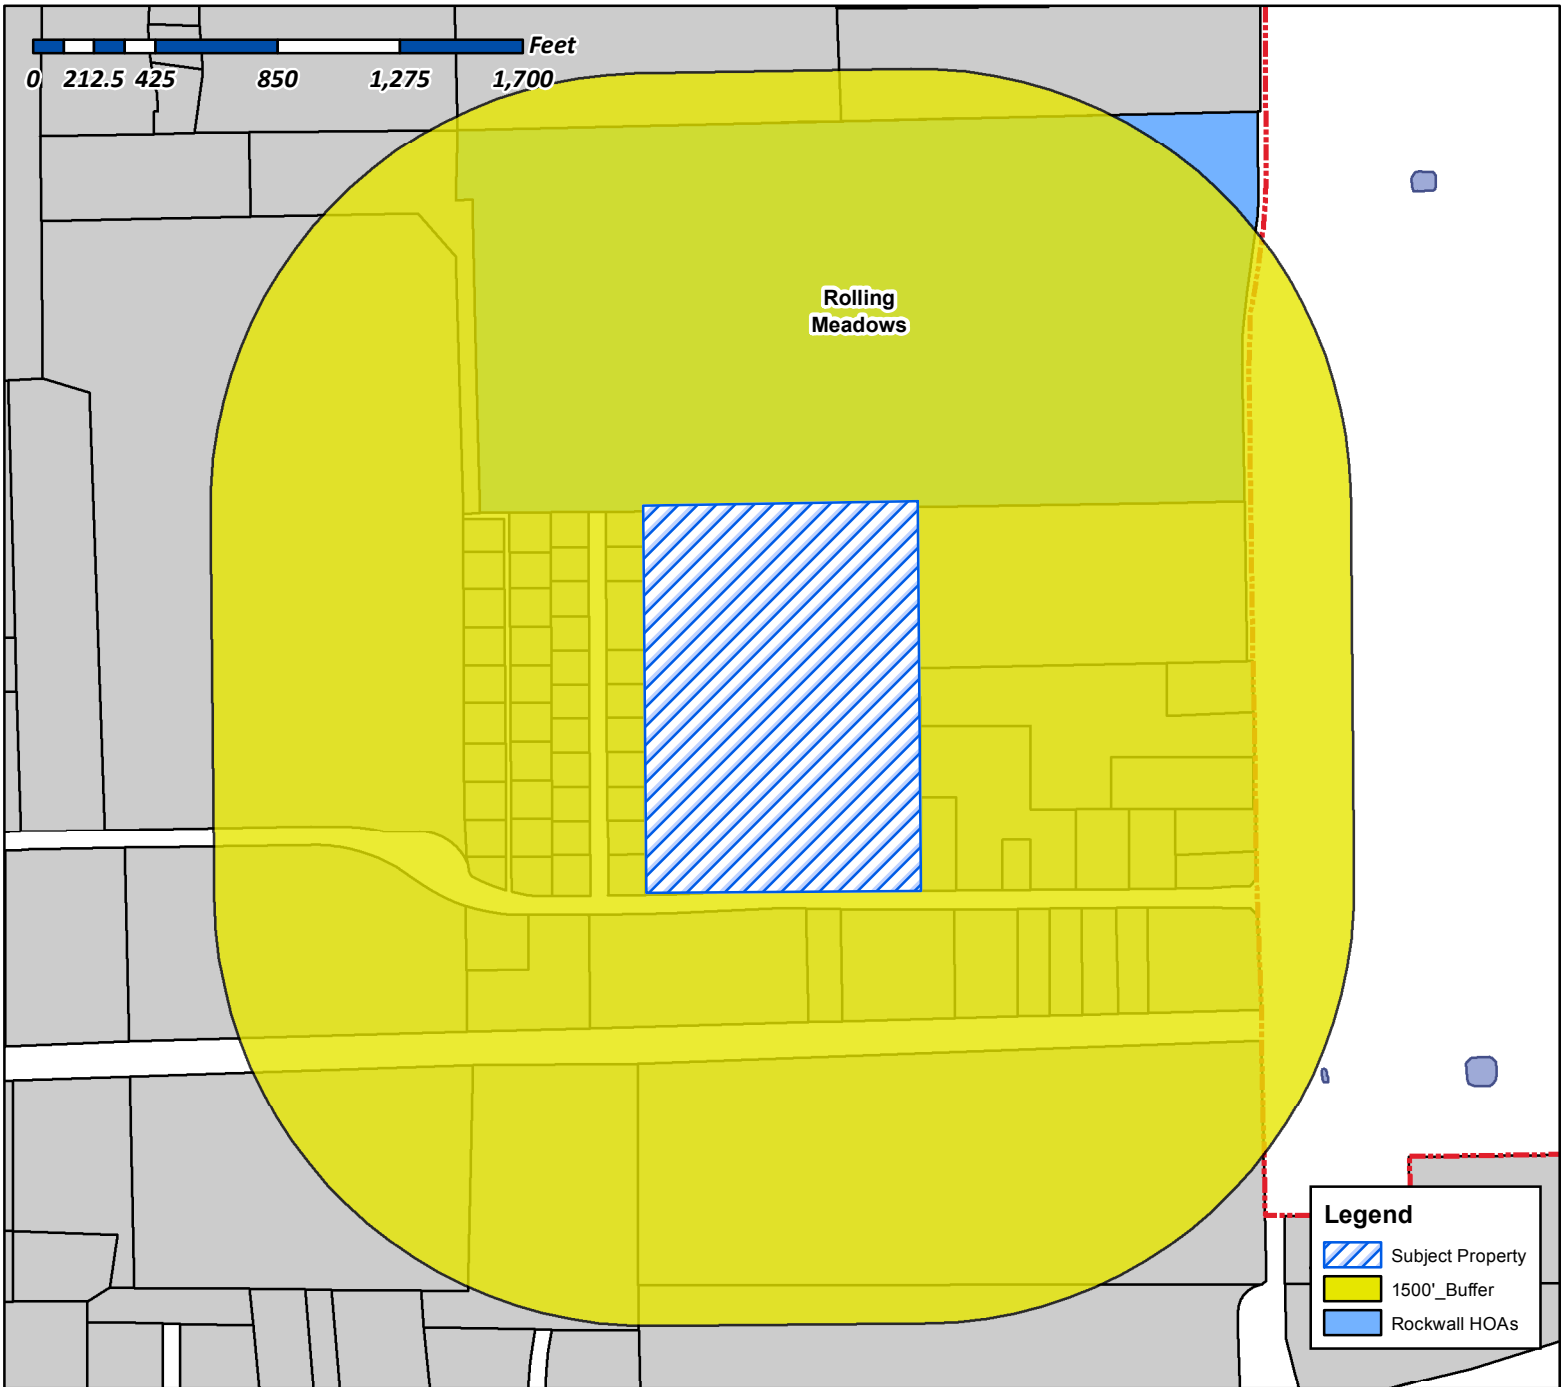 Feet
0 212.5 425 850 1,275 1,700
Rolling
Meadows
Legend
Subject Property
1500'_Buffer
Rockwall HOAs